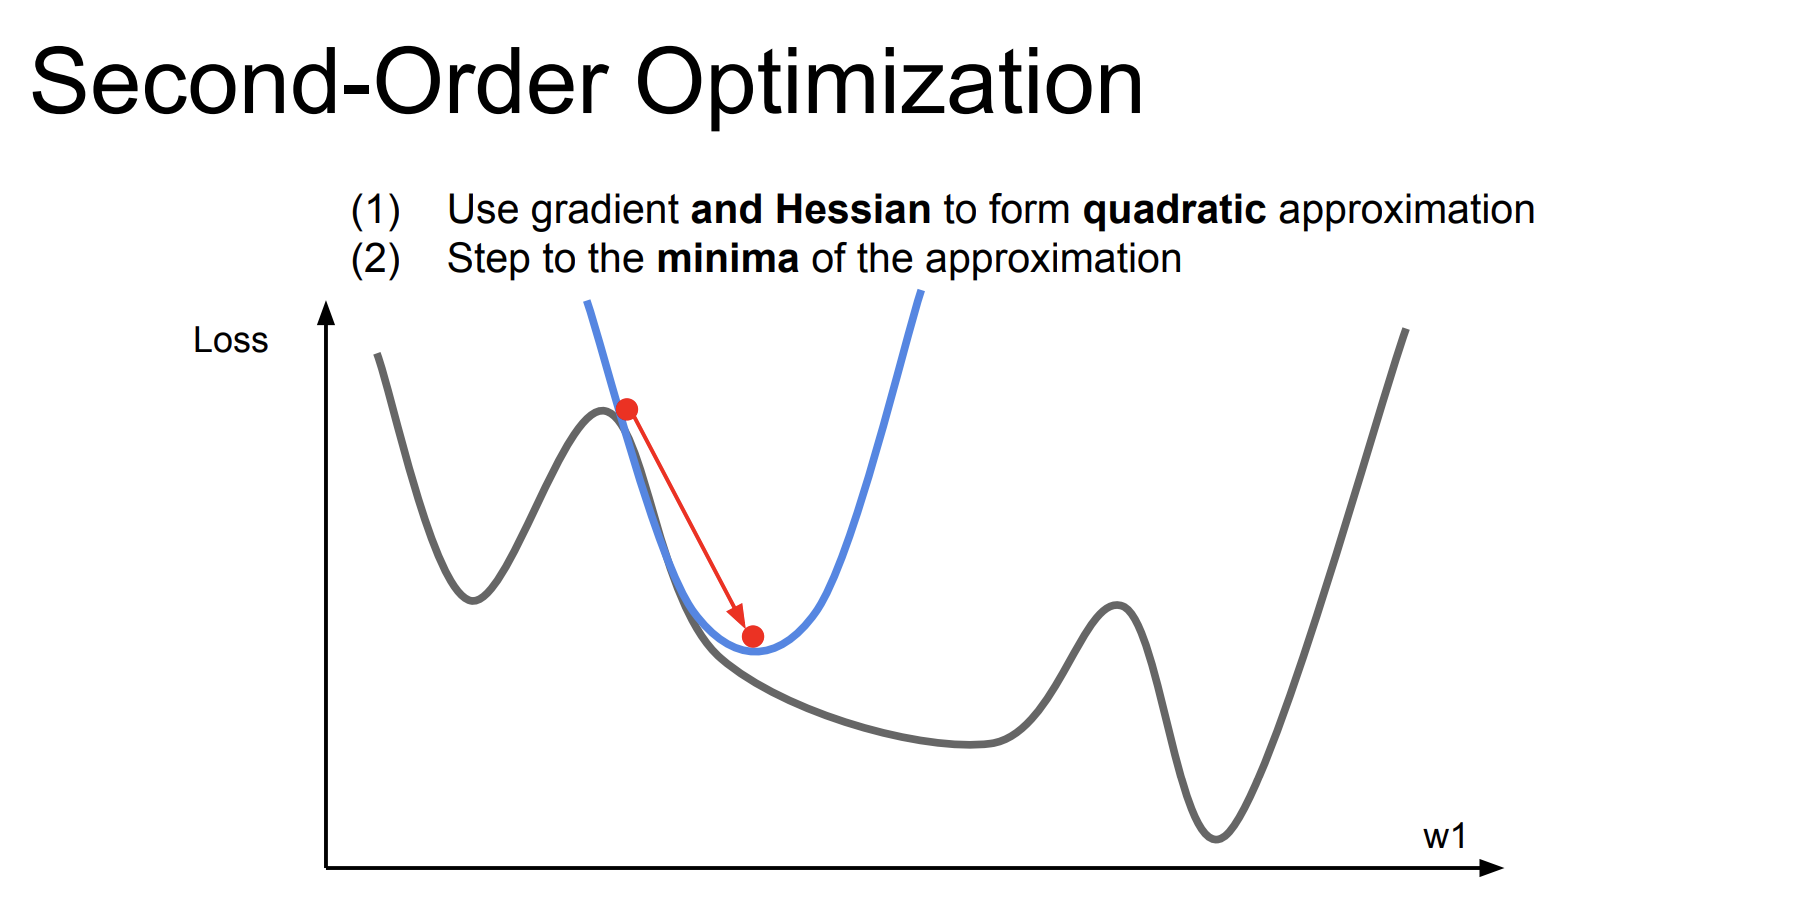 Second-Order Optimization
(1) Use gradient and Hessian to form quadratic approximation
(2) Step to the minima of the approximation
Loss
w1